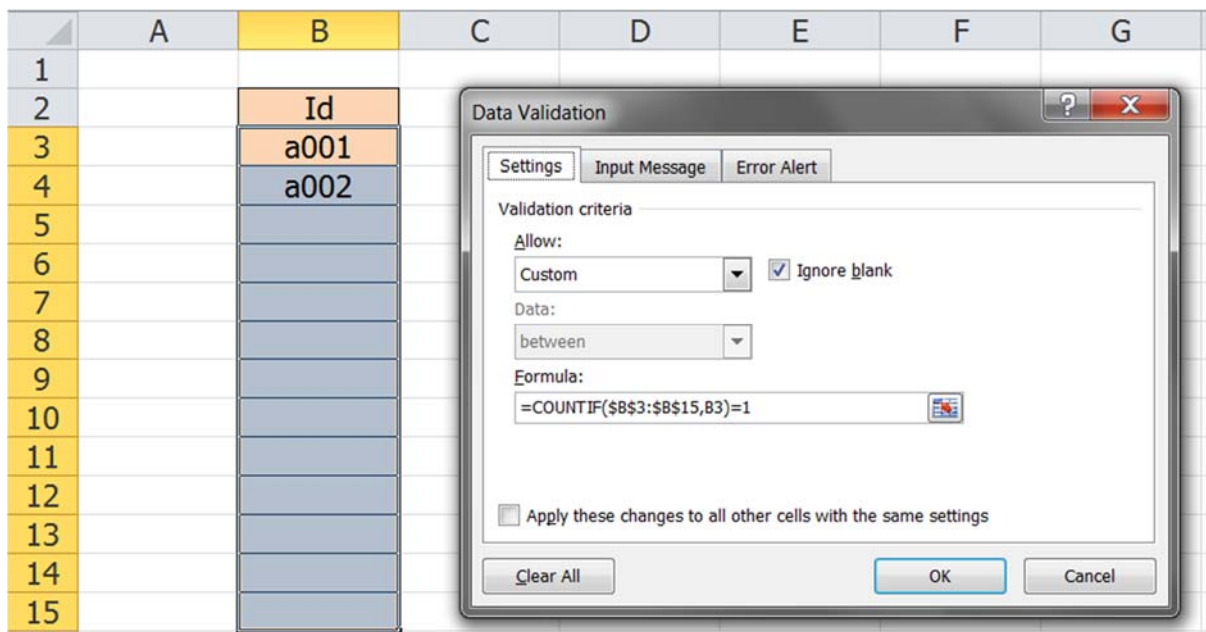 A B C D E F G
1
2 Id
3 a001
4 a002
5
6
7
8
9
10
11
12
13
14
15
Data Validation
Settings Input Message Error Alert
Validation criteria
Allow:
Custom Ignore blank
Data:
between
Formula:
=COUNTIF($B$3:$B$15,B3)=1
Apply these changes to all other cells with the same settings
Clear All OK Cancel